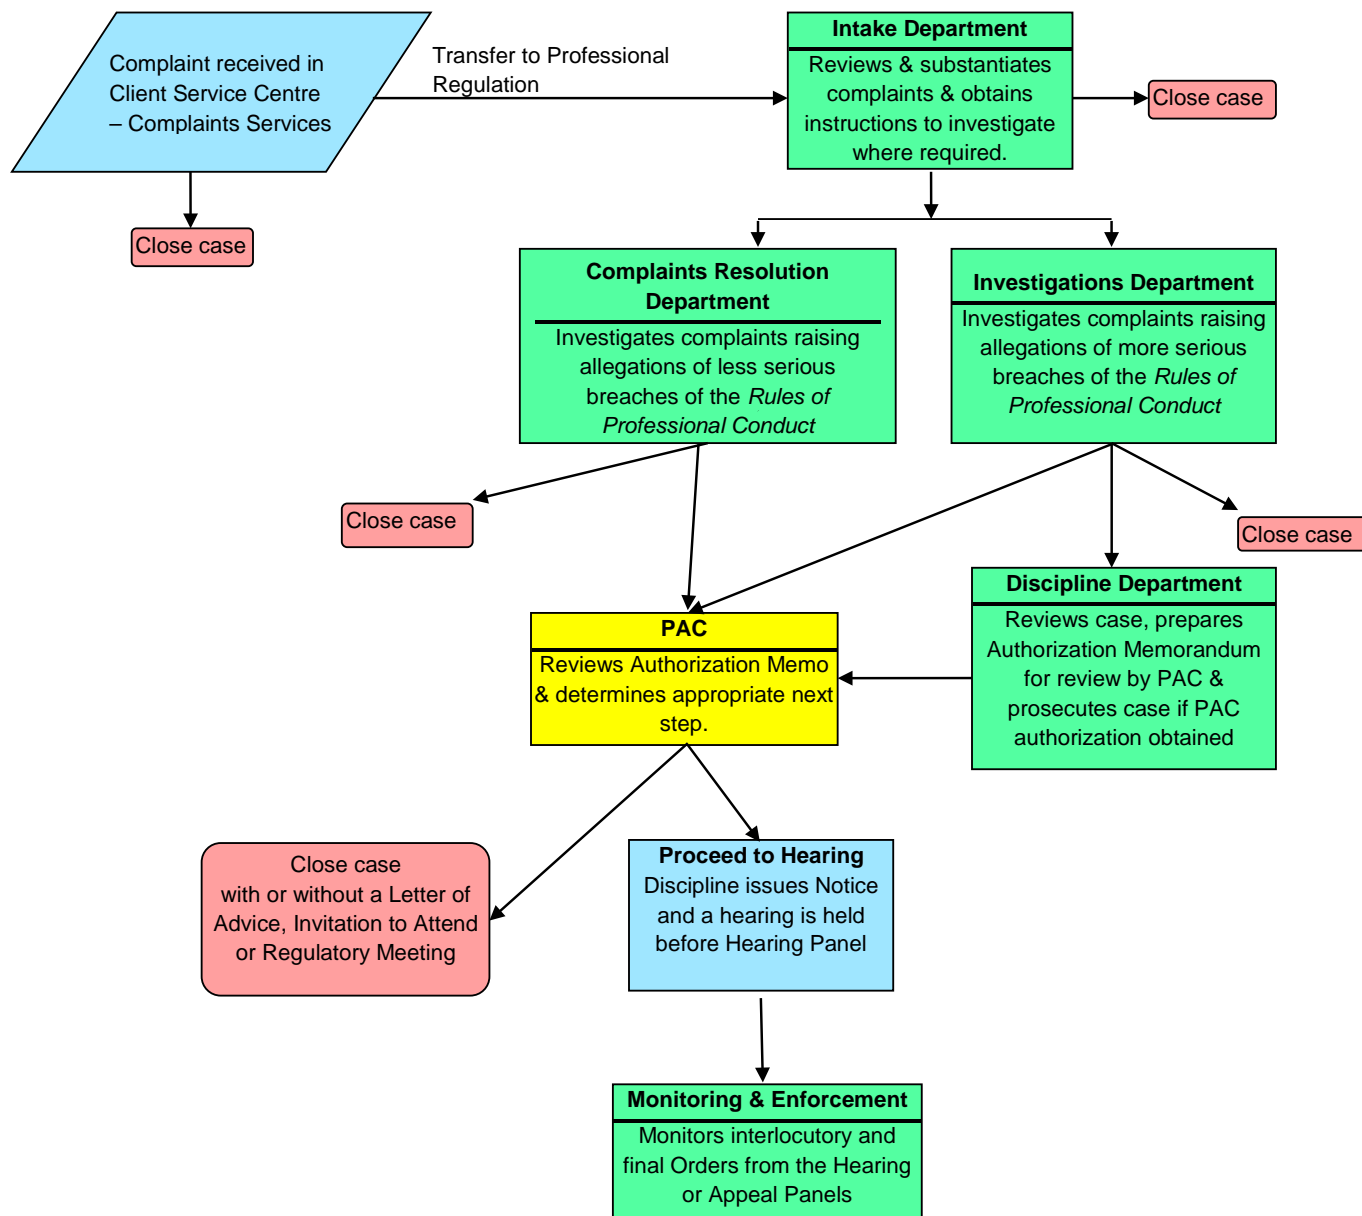 Complaint received in
Client Service Centre
– Complaints Services
Transfer to Professional
Regulation
Intake Department
Reviews & substantiates
complaints & obtains
instructions to investigate
where required.
Close case
Close case
Complaints Resolution
Department
Investigates complaints raising
allegations of less serious
breaches of the Rules of
Professional Conduct
Investigations Department
Investigates complaints raising
allegations of more serious
breaches of the Rules of
Professional Conduct
Close case
Close case
Discipline Department
Reviews case, prepares
Authorization Memorandum
for review by PAC &
prosecutes case if PAC
authorization obtained
PAC
Reviews Authorization Memo
& determines appropriate next
step.
Close case
with or without a Letter of
Advice, Invitation to Attend
or Regulatory Meeting
Proceed to Hearing
Discipline issues Notice
and a hearing is held
before Hearing Panel
Monitoring & Enforcement
Monitors interlocutory and
final Orders from the Hearing
or Appeal Panels